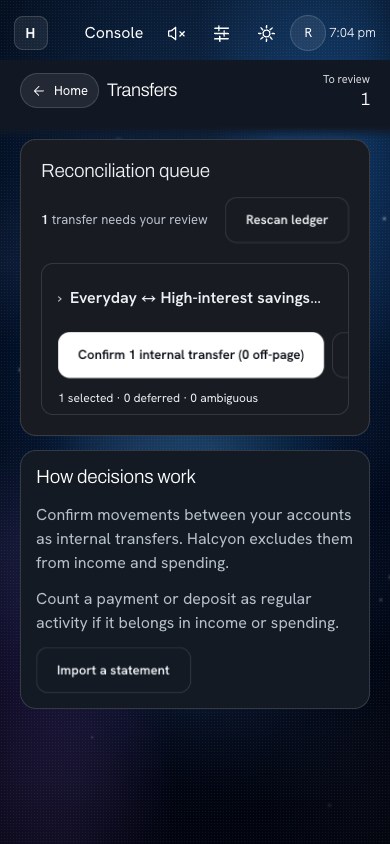 H
Console
R
7:04 pm
← Home
Transfers
To review
1
Reconciliation queue
1 transfer needs your review
Rescan ledger
› Everyday ↔ High-interest savings...
Confirm 1 internal transfer (0 off-page)
1 selected · 0 deferred · 0 ambiguous
How decisions work
Confirm movements between your accounts
as internal transfers. Halcyon excludes them
from income and spending.
Count a payment or deposit as regular
activity if it belongs in income or spending.
Import a statement